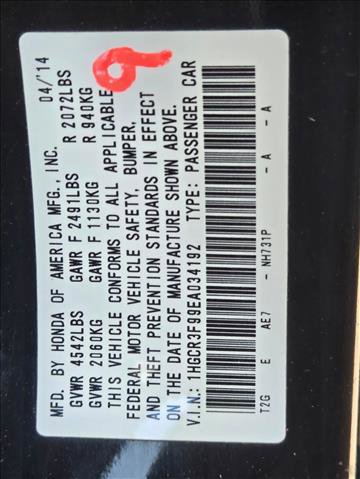 MFD. BY HONDA OF AMERICA MFG., INC. 04/'14
GVWR 4542LBS GAWR F 2491LBS R 2072LBS
GVWR 2060KG GAWR F 1130KG R 940KG
THIS VEHICLE CONFORMS TO ALL APPLICABLE
FEDERAL MOTOR VEHICLE SAFETY, BUMPER,
AND THEFT PREVENTION STANDARDS IN EFFECT
ON THE DATE OF MANUFACTURE SHOWN ABOVE.
V.I.N.: 1HGCR3F99EA034192 TYPE: PASSENGER CAR
T2G E AE7 - NH731P - A - A
9